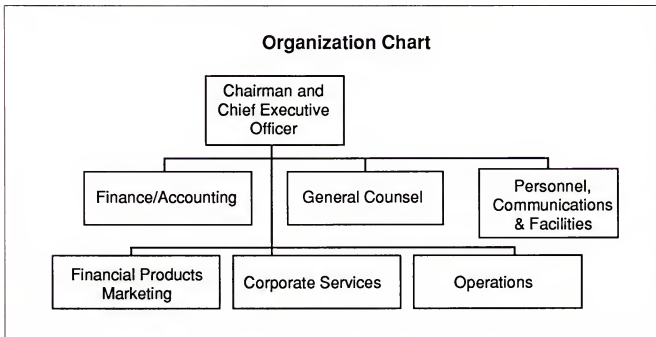 Organization Chart
Chairman and
Chief Executive
Officer
Finance/Accounting
General Counsel
Personnel,
Communications
& Facilities
Financial Products
Marketing
Corporate Services
Operations